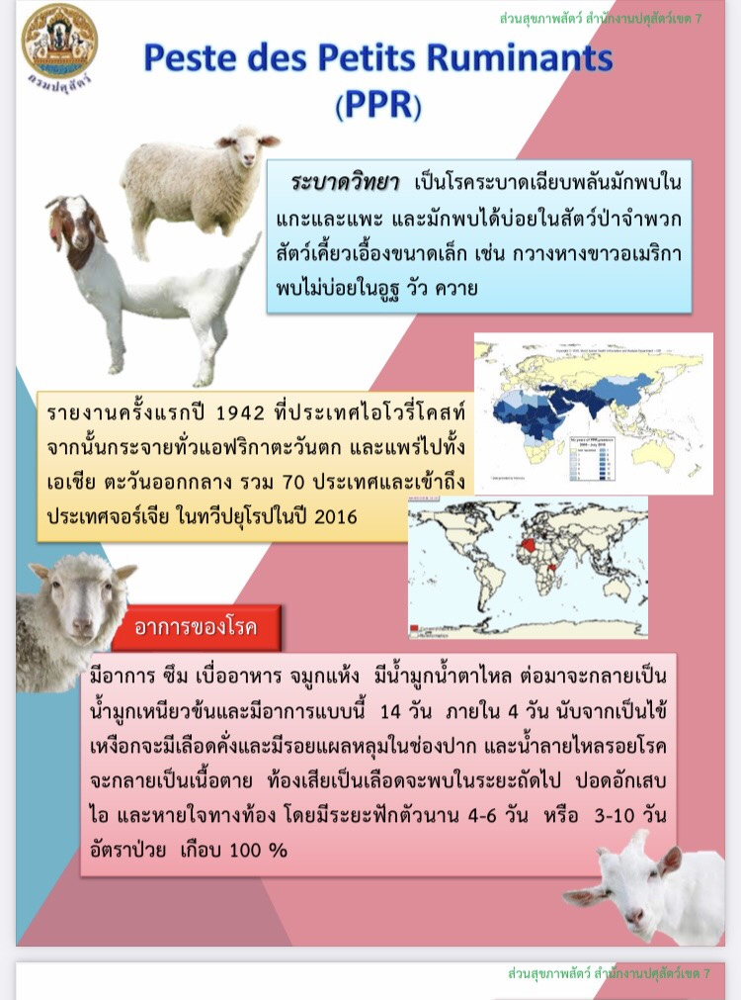 ส่วนสุขภาพสัตว์ สำนักงานปศุสัตว์เขต 7
กรมปศุสัตว์
Peste des Petits Ruminants
(PPR)
ระบาดวิทยา เป็นโรคระบาดเฉียบพลันมักพบใน
แกะและแพะ และมักพบได้บ่อยในสัตว์ป่าจำพวก
สัตว์เคี้ยวเอื้องขนาดเล็ก เช่น กวางหางขาวอเมริกา
พบไม่บ่อยในอูฐ วัว ควาย
รายงานครั้งแรกปี 1942 ที่ประเทศไอโวรี่โคสท์
จากนั้นกระจายทั่วแอฟริกาตะวันตก และแพร่ไปทั้ง
เอเชีย ตะวันออกกลาง รวม 70 ประเทศและเข้าถึง
ประเทศจอร์เจีย ในทวีปยุโรปในปี 2016
อาการของโรค
มีอาการ ซึม เบื่ออาหาร จมูกแห้ง มีน้ำมูกน้ำตาไหล ต่อมาจะกลายเป็น
น้ำมูกเหนียวข้นและมีอาการแบบนี้ 14 วัน ภายใน 4 วัน นับจากเป็นไข้
เหงือกจะมีเลือดคั่งและมีรอยแผลหลุมในช่องปาก และน้ำลายไหลรอยโรค
จะกลายเป็นเนื้อตาย ท้องเสียเป็นเลือดจะพบในระยะถัดไป ปอดอักเสบ
ไอ และหายใจทางท้อง โดยมีระยะฟักตัวนาน 4-6 วัน หรือ 3-10 วัน
อัตราป่วย เกือบ 100 %
ส่วนสุขภาพสัตว์ สำนักงานปศุสัตว์เขต 7